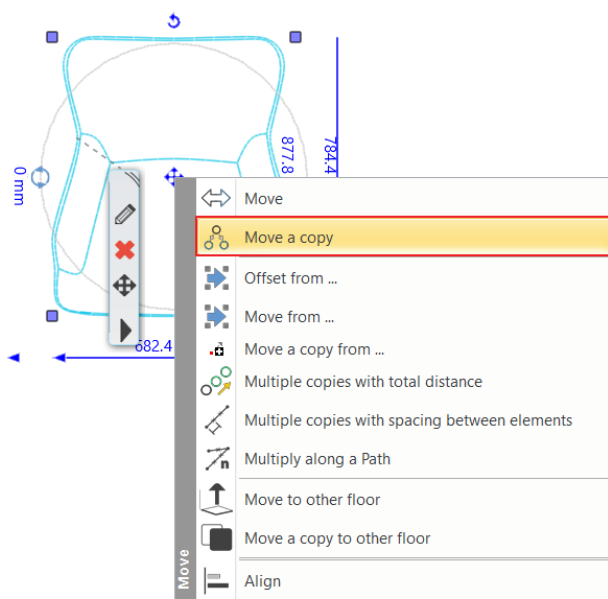 877.8
784.4
0 mm
Move
Move a copy
Offset from ...
Move from ...
682.4
Move a copy from ...
Multiple copies with total distance
Multiple copies with spacing between elements
Multiply along a Path
n
Move to other floor
Move a copy to other floor
Align
Move